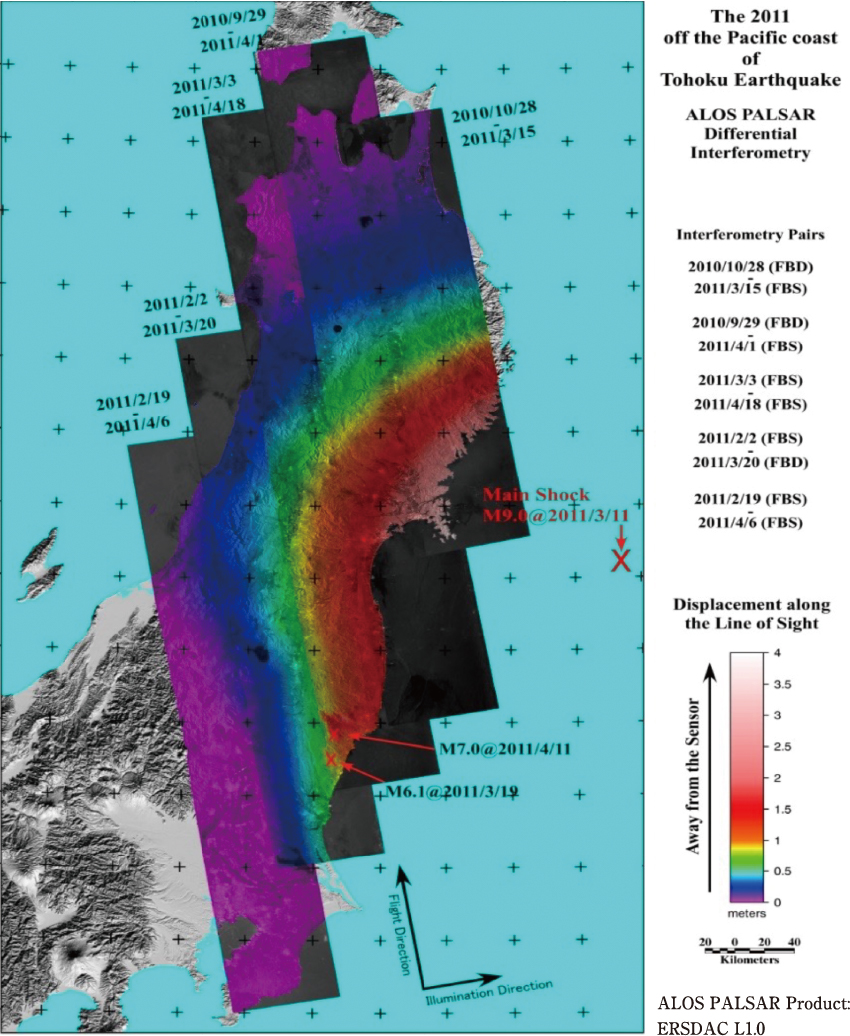 The 2011
off the Pacific coast
of
Tohoku Earthquake
ALOS PALSAR
Differential
Interferometry
Interferometry Pairs
2010/10/28 (FBD)
-
2011/3/15 (FBS)
2010/9/29 (FBD)
-
2011/4/1 (FBS)
2011/3/3 (FBS)
-
2011/4/18 (FBS)
2011/2/2 (FBS)
-
2011/3/20 (FBD)
2011/2/19 (FBS)
-
2011/4/6 (FBS)
2010/9/29
-
2011/4/1
2011/3/3
-
2011/4/18
2010/10/28
-
2011/3/15
2011/2/2
-
2011/3/20
2011/2/19
-
2011/4/6
Main Shock
M9.0@2011/3/11
X
M7.0@2011/4/11
X
M6.1@2011/3/19
Flight Direction
Illumination Direction
Displacement along
the Line of Sight
Away from the Sensor
4
3.5
3
2.5
2
1.5
1
0.5
0
meters
20 0 20 40
Kilometers
ALOS PALSAR Product:
ERSDAC L1.0